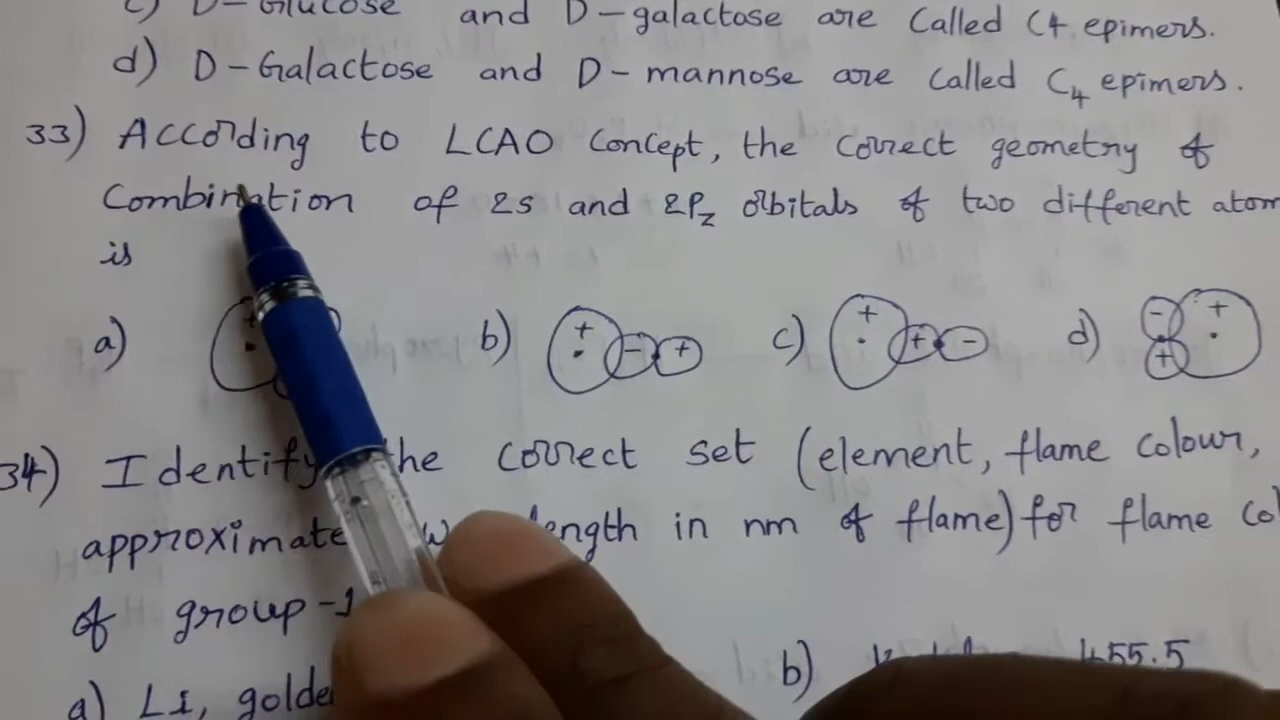 c) D-Glucose and D-galactose are called C4 epimers.
d) D-Galactose and D-mannose are called C4 epimers.
33) According to LCAO concept, the correct geometry of
Combination of 2s and 2Pz orbitals of two different atom
is
a) + b) + - + c) + + - d) - + +
34) Identify the correct set (element, flame colour,
approximate length in nm of flame) for flame
of group-1
a) Li, b) 455.5